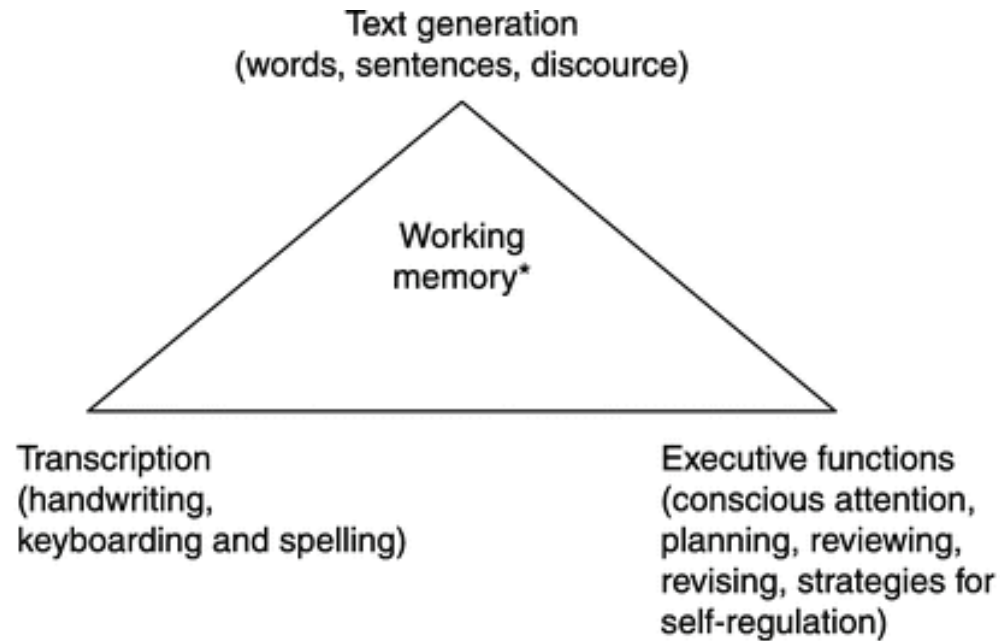 Text generation
(words, sentences, discource)
Working
memory*
Transcription
(handwriting,
keyboarding and spelling)
Executive functions
(conscious attention,
planning, reviewing,
revising, strategies for
self-regulation)